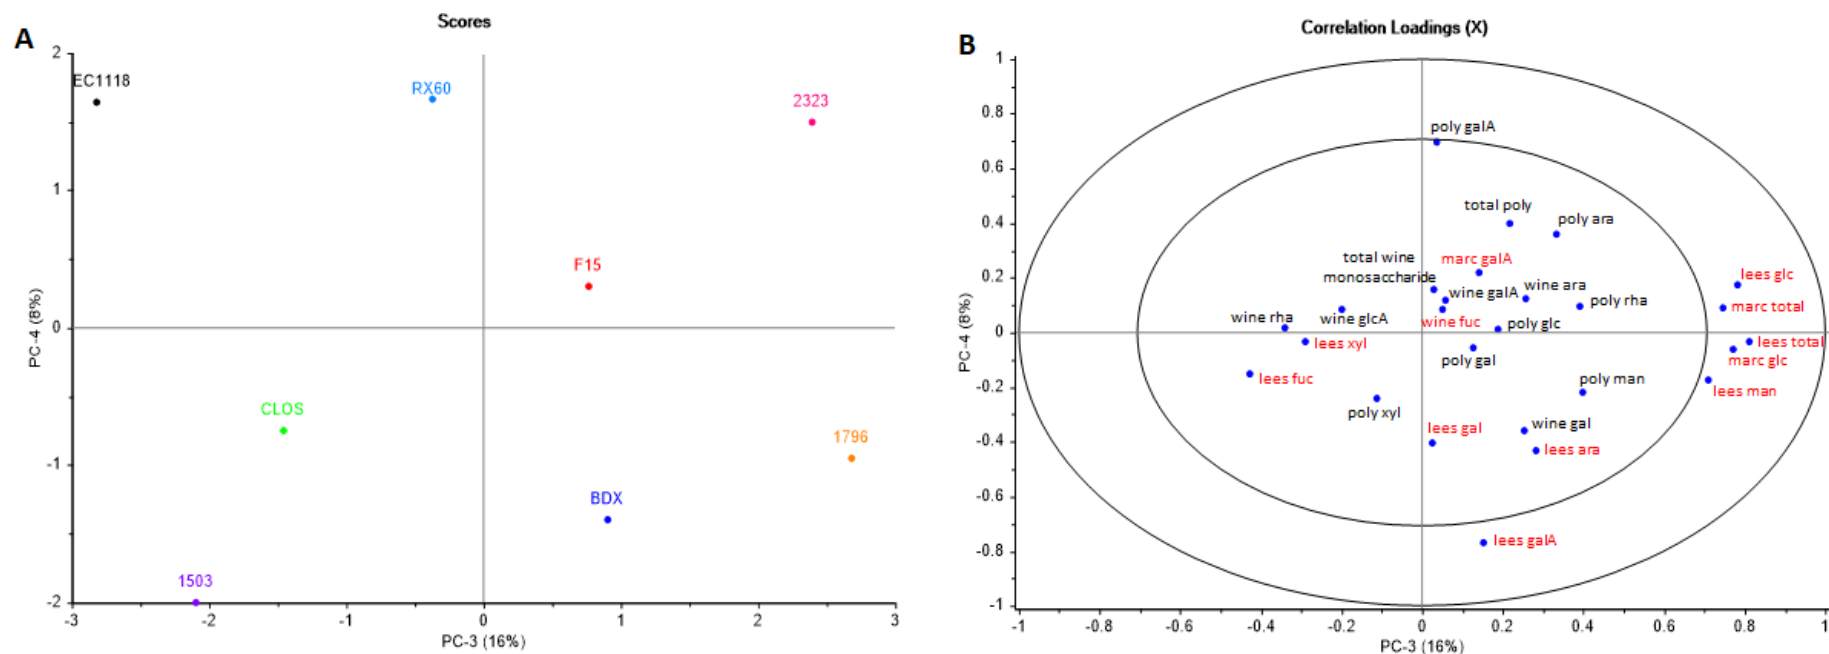 A
Scores
2
1
0
-1
-2
PC-4 (8%)
EC1118
RX60
2323
F15
CLOS
1796
BDX
1503
-3
-2
-1
0
1
2
3
PC-3 (16%)
B
Correlation Loadings (X)
1
0.8
0.6
0.4
0.2
0
-0.2
-0.4
-0.6
-0.8
-1
PC-4 (8%)
poly galA
total poly
poly ara
total wine
monosaccharide
marc galA
lees glc
wine galA
wine ara
poly rha
marc total
wine rha
wine glcA
wine fuc
poly glc
lees xyl
lees total
poly gal
marc glc
lees fuc
poly man
lees man
poly xyl
lees gal
wine gal
lees ara
lees galA
-1
-0.8
-0.6
-0.4
-0.2
0
0.2
0.4
0.6
0.8
1
PC-3 (16%)